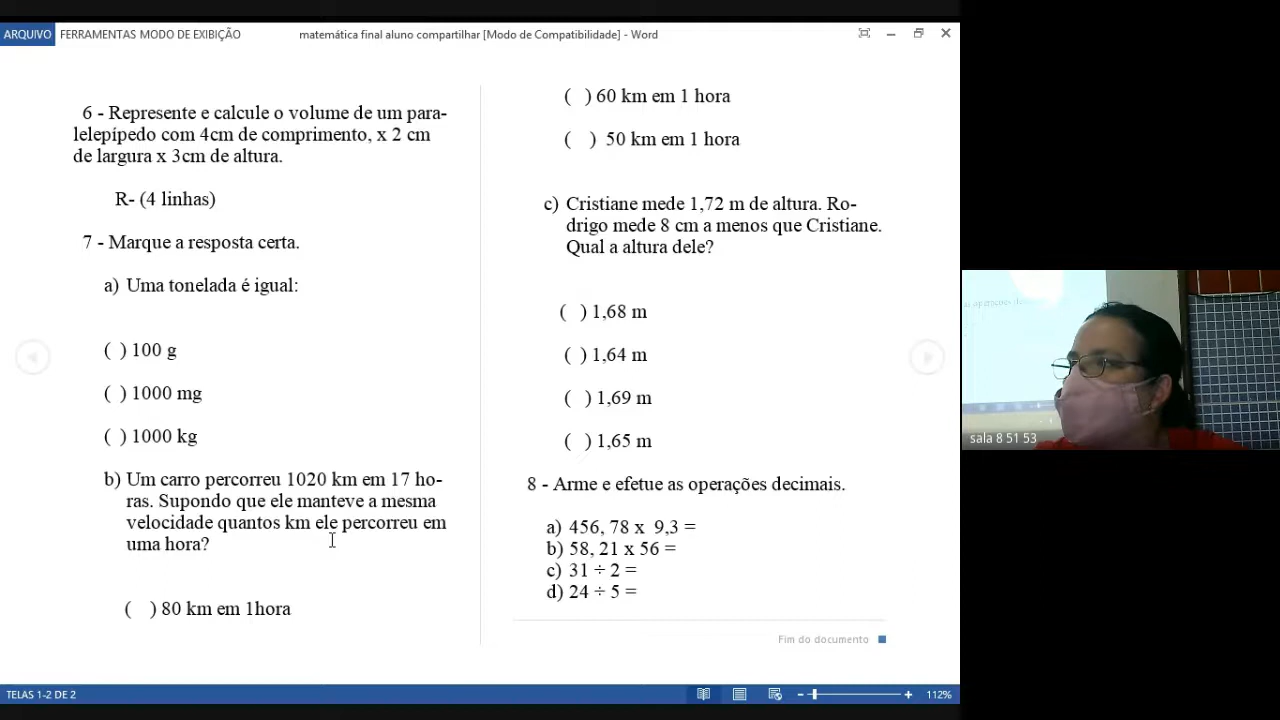 ARQUIVO FERRAMENTAS MODO DE EXIBIÇÃO matemática final aluno compartilhar [Modo de Compatibilidade] - Word
6 - Represente e calcule o volume de um para-
lelepípedo com 4cm de comprimento, x 2 cm
de largura x 3cm de altura.
R- (4 linhas)
7 - Marque a resposta certa.
a) Uma tonelada é igual:
( ) 100 g
( ) 1000 mg
( ) 1000 kg
b) Um carro percorreu 1020 km em 17 ho-
ras. Supondo que ele manteve a mesma
velocidade quantos km ele percorreu em
uma hora?
( ) 80 km em 1hora
( ) 60 km em 1 hora
( ) 50 km em 1 hora
c) Cristiane mede 1,72 m de altura. Ro-
drigo mede 8 cm a menos que Cristiane.
Qual a altura dele?
( ) 1,68 m
( ) 1,64 m
( ) 1,69 m
( ) 1,65 m
8 - Arme e efetue as operações decimais.
a) 456, 78 x 9,3 =
b) 58, 21 x 56 =
c) 31 ÷ 2 =
d) 24 ÷ 5 =
Fim do documento
sala 8 51 53
TELAS 1-2 DE 2
112%